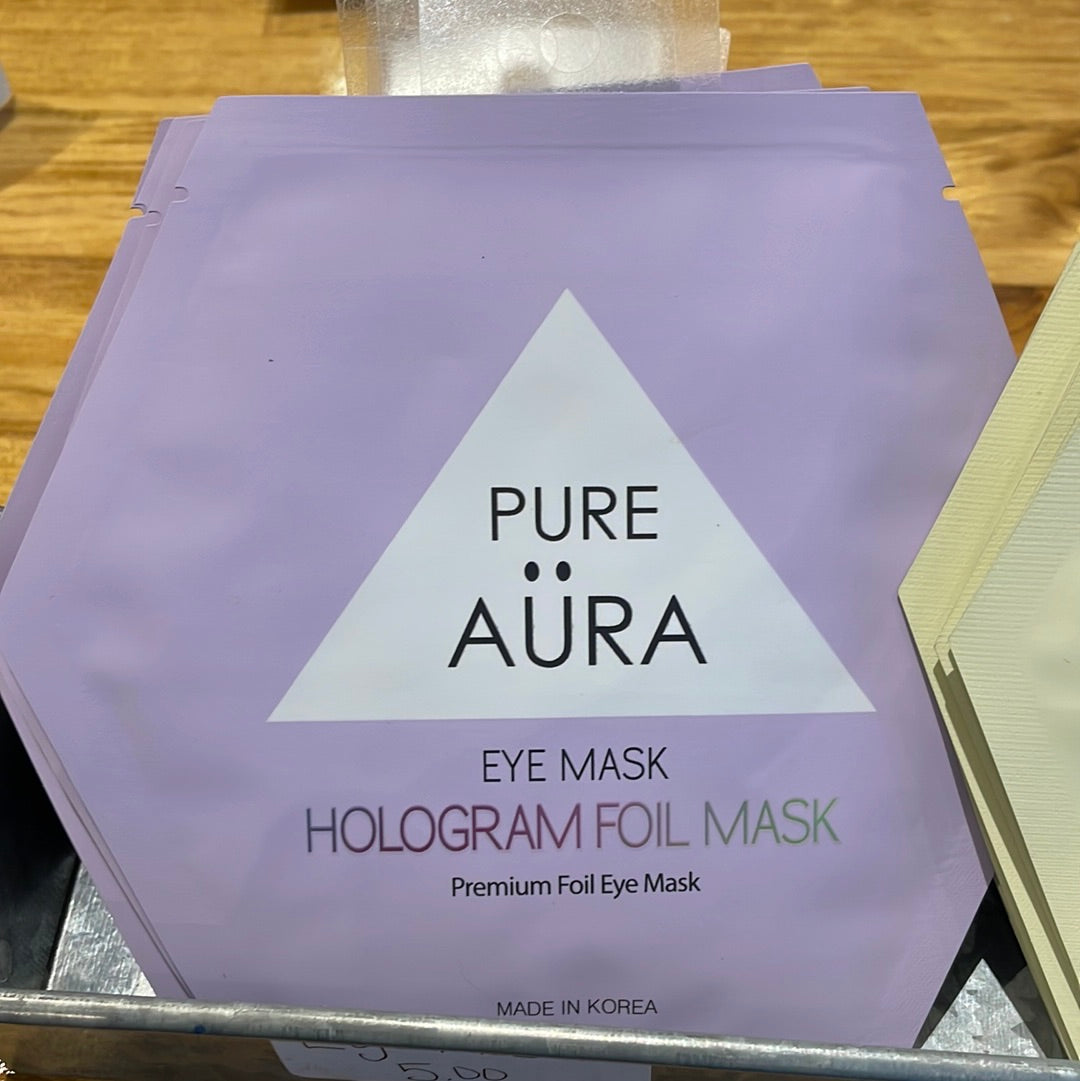 PURE
AÜRA
EYE MASK
HOLOGRAM FOIL MASK
Premium Foil Eye Mask
MADE IN KOREA
5.00